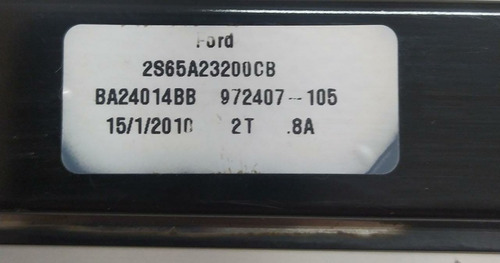 Ford
2S65A23200CB
BA24014BB 972407-105
15/1/2010 2T .8A